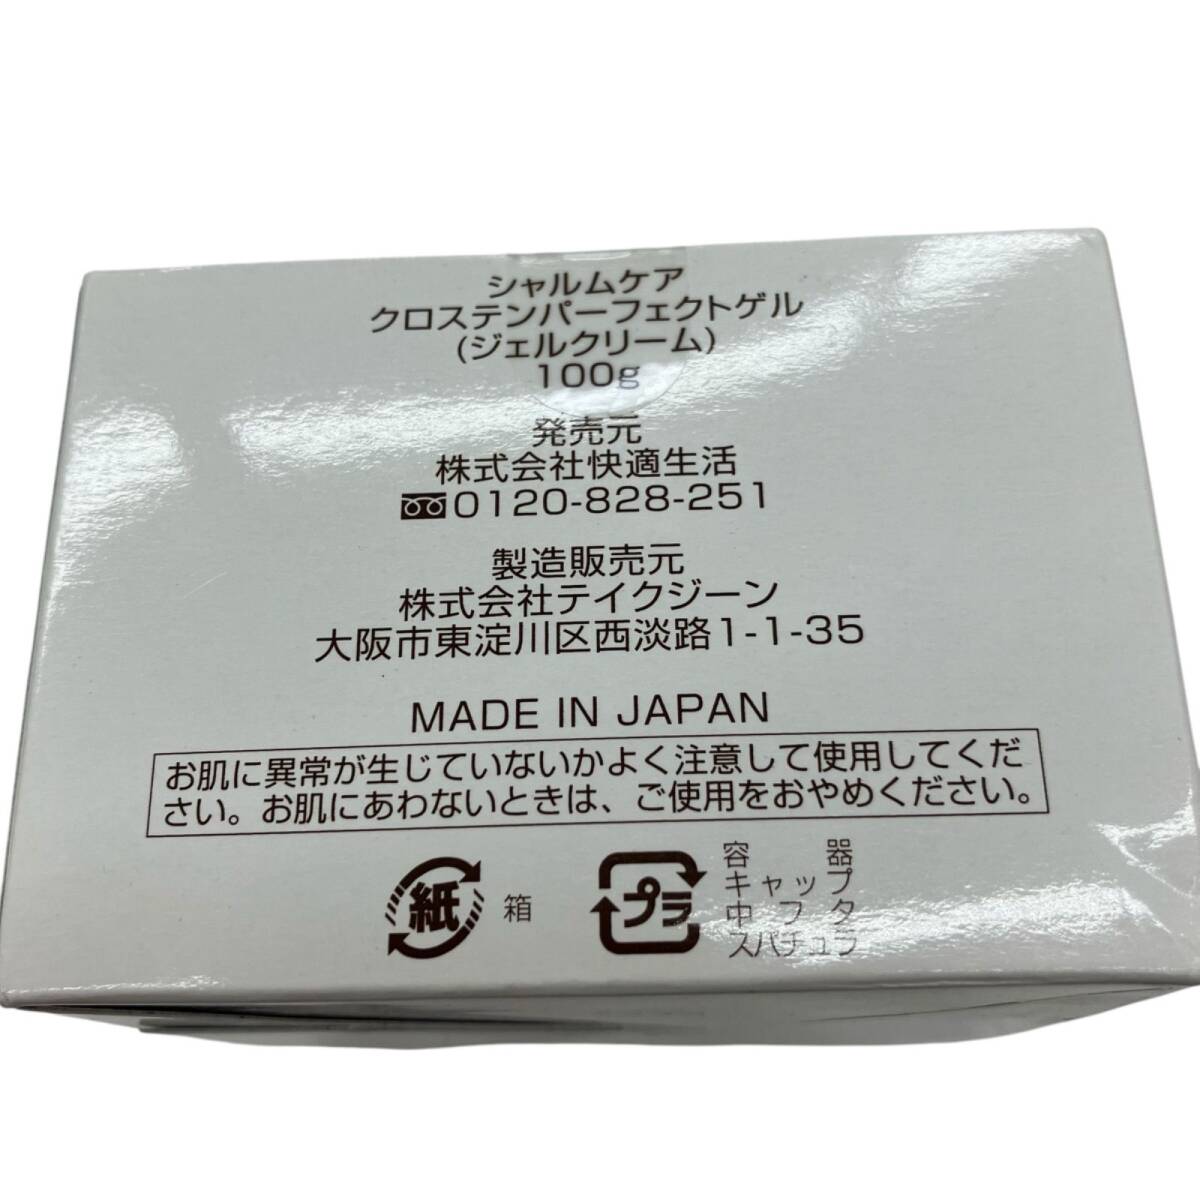 シャルムケア
クロステンパーフェクトゲル
(ジェルクリーム)
100g
発売元
株式会社快適生活
0120-828-251
製造販売元
株式会社テイクジーン
大阪市東淀川区西淡路1-1-35
MADE IN JAPAN
お肌に異常が生じていないかよく注意して使用してくだ
さい。お肌にあわないときは、ご使用をおやめください。
紙 箱
プラ
容器
キャップ
中フタ
スパチュラ